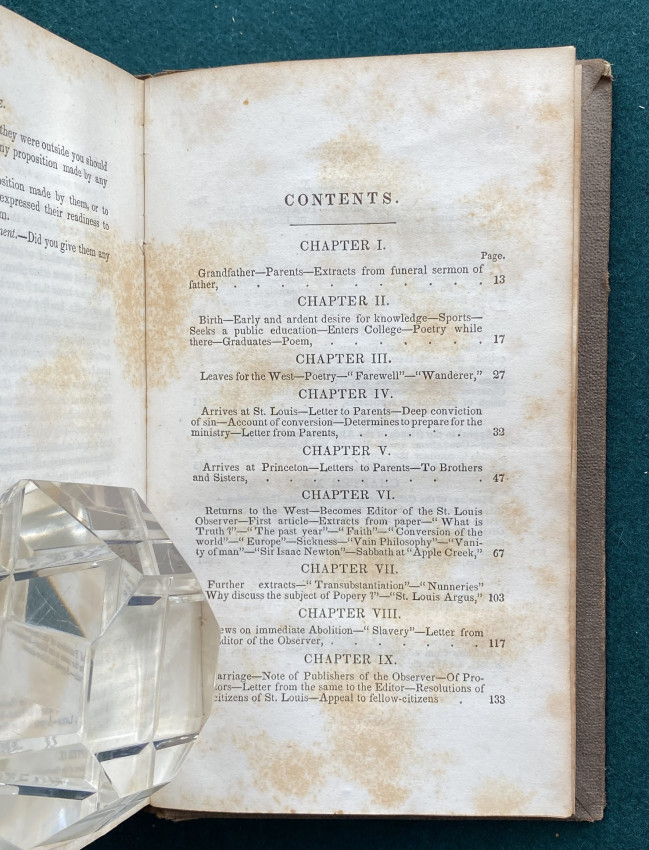 E.
they were outside you should
ny proposition made by any
sition made by them, or to
expressed their readiness to
m.
ment.—Did you give them any
CONTENTS.
CHAPTER I.
Page.
Grandfather—Parents—Extracts from funeral sermon of
father, . . . . . . . . . . . 13
CHAPTER II.
Birth—Early and ardent desire for knowledge—Sports—
Seeks a public education—Enters College—Poetry while
there—Graduates—Poem, . . . . . . . 17
CHAPTER III.
Leaves for the West—Poetry—“ Farewell”—“Wanderer,” 27
CHAPTER IV.
Arrives at St. Louis—Letter to Parents—Deep conviction
of sin—Account of conversion—Determines to prepare for the
ministry—Letter from Parents, . . . . . 32
CHAPTER V.
Arrives at Princeton—Letters to Parents—To Brothers
and Sisters, . . . . . . . . . 47
CHAPTER VI.
Returns to the West—Becomes Editor of the St. Louis
Observer—First article—Extracts from paper—“ What is
Truth ?”—“ The past year”—“ Faith”—“ Conversion of the
world”—“ Europe”—Sickness—“Vain Philosophy”—“Vani-
ty of man”—“Sir Isaac Newton”—Sabbath at “Apple Creek,” 67
CHAPTER VII.
Further extracts—“ Transubstantiation”—“ Nunneries”
Why discuss the subject of Popery ?”—“St. Louis Argus,” 103
CHAPTER VIII.
ews on immediate Abolition—“ Slavery”—Letter from
ditor of the Observer, . . . . . . . 117
CHAPTER IX.
arriage—Note of Publishers of the Observer—Of Pro-
tors—Letter from the same to the Editor—Resolutions of
citizens of St. Louis—Appeal to fellow-citizens . 133